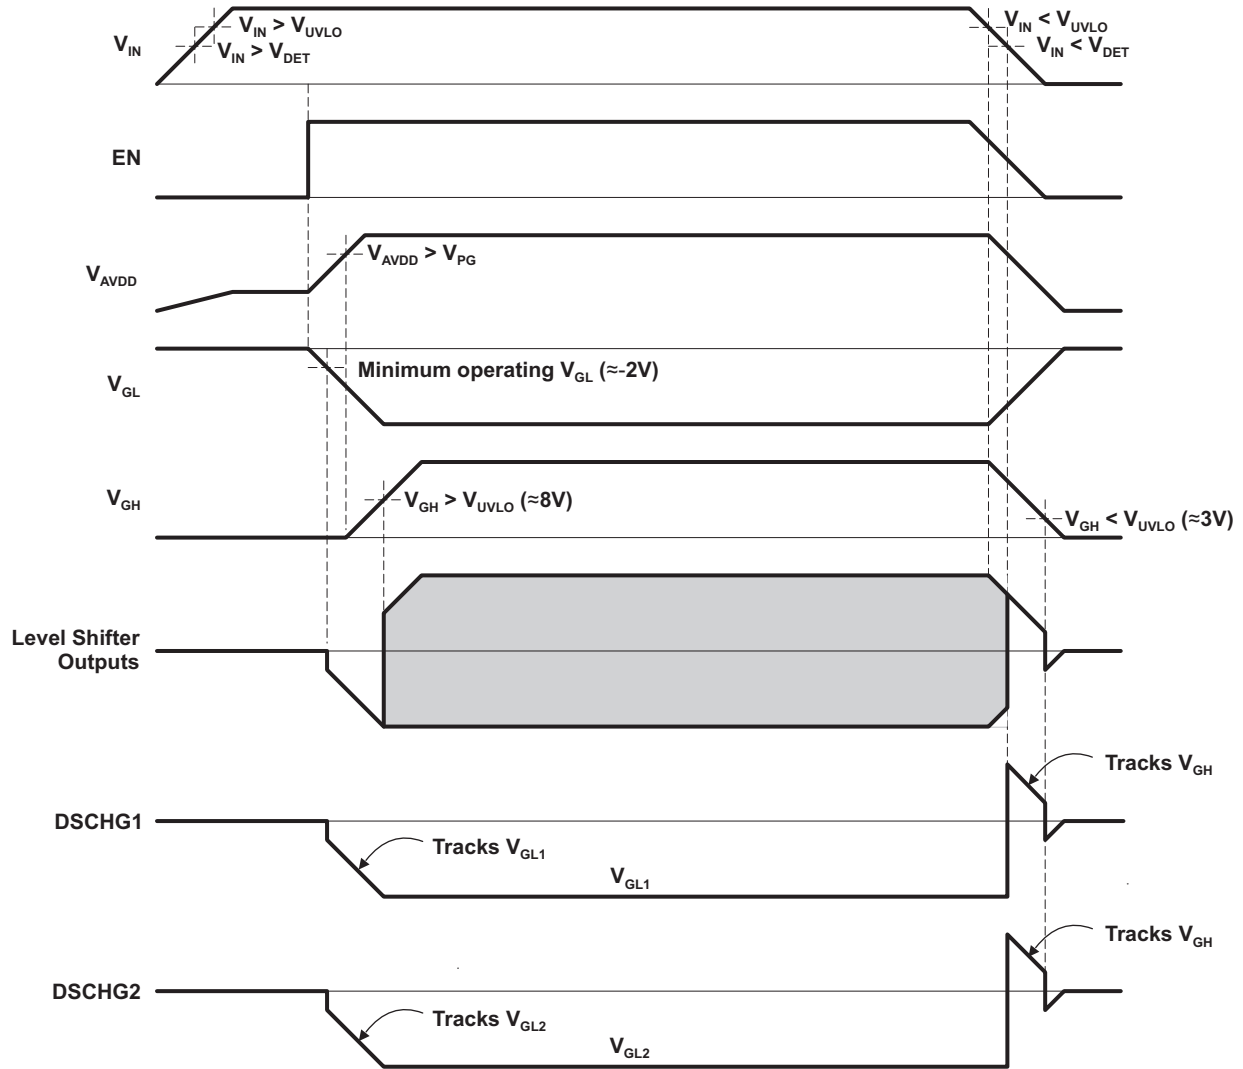 V_IN
V_IN > V_UVLO
V_IN > V_DET
V_IN < V_UVLO
V_IN < V_DET
EN
V_AVDD
V_AVDD > V_PG
V_GL
Minimum operating V_GL (≈-2V)
V_GH
V_GH > V_UVLO (≈8V)
V_GH < V_UVLO (≈3V)
Level Shifter
Outputs
DSCHG1
Tracks V_GL1
V_GL1
Tracks V_GH
DSCHG2
Tracks V_GL2
V_GL2
Tracks V_GH